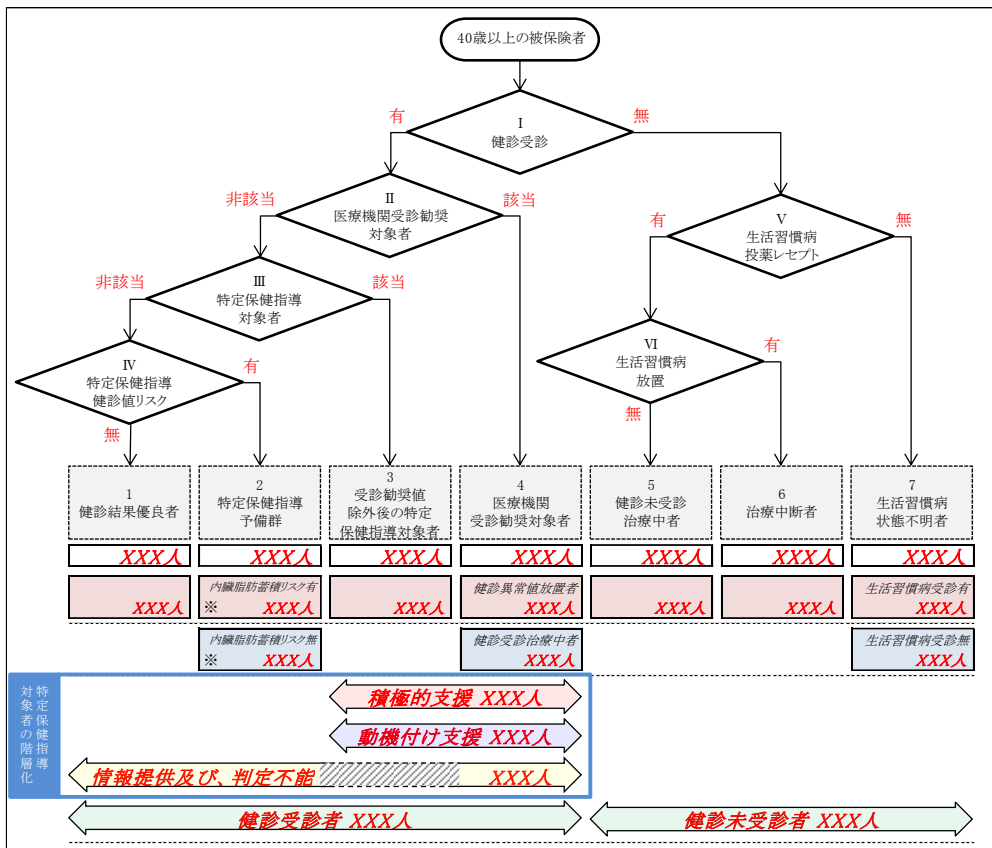 40歳以上の被保険者
Ⅰ
健診受診
有
無
Ⅱ
医療機関受診勧奨
対象者
非該当
該当
Ⅴ
生活習慣病
投薬レセプト
有
無
Ⅲ
特定保健指導
対象者
非該当
該当
Ⅳ
特定保健指導
健診値リスク
有
無
Ⅵ
生活習慣病
放置
有
無
1
健診結果優良者
2
特定保健指導
予備群
3
受診勧奨値
除外後の特定
保健指導対象者
4
医療機関
受診勧奨対象者
5
健診未受診
治療中者
6
治療中断者
7
生活習慣病
状態不明者
XXX人
XXX人
XXX人
XXX人
XXX人
XXX人
XXX人
XXX人
内臓脂肪蓄積リスク有
※ XXX人
XXX人
健診異常値放置者
XXX人
XXX人
XXX人
生活習慣病受診有
XXX人
内臓脂肪蓄積リスク無
※ XXX人
健診受診治療中者
XXX人
生活習慣病受診無
XXX人
特定保健指導
対象者の階層化
積極的支援 XXX人
動機付け支援 XXX人
情報提供及び、判定不能 XXX人
健診受診者 XXX人
健診未受診者 XXX人